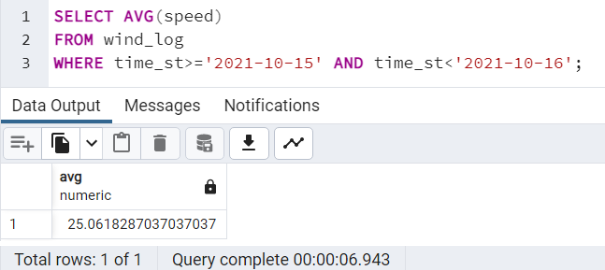 1 SELECT AVG(speed)
2 FROM wind_log
3 WHERE time_st>='2021-10-15' AND time_st<'2021-10-16';
Data Output Messages Notifications
avg
numeric
1 25.0618287037037037
Total rows: 1 of 1 Query complete 00:00:06.943